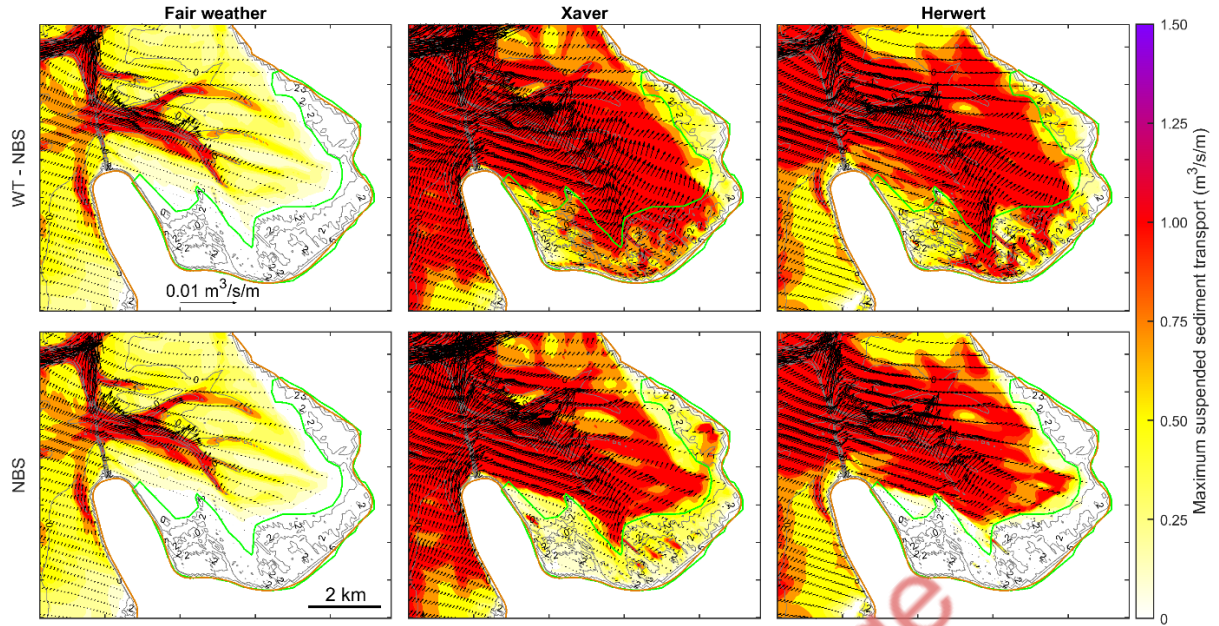 Fair weather
Xaver
Herwert
WT - NBS
0.01 m³/s/m
NBS
2 km
1.50
1.25
1.00
0.75
0.50
0.25
0
Maximum suspended sediment transport (m³/s/m)